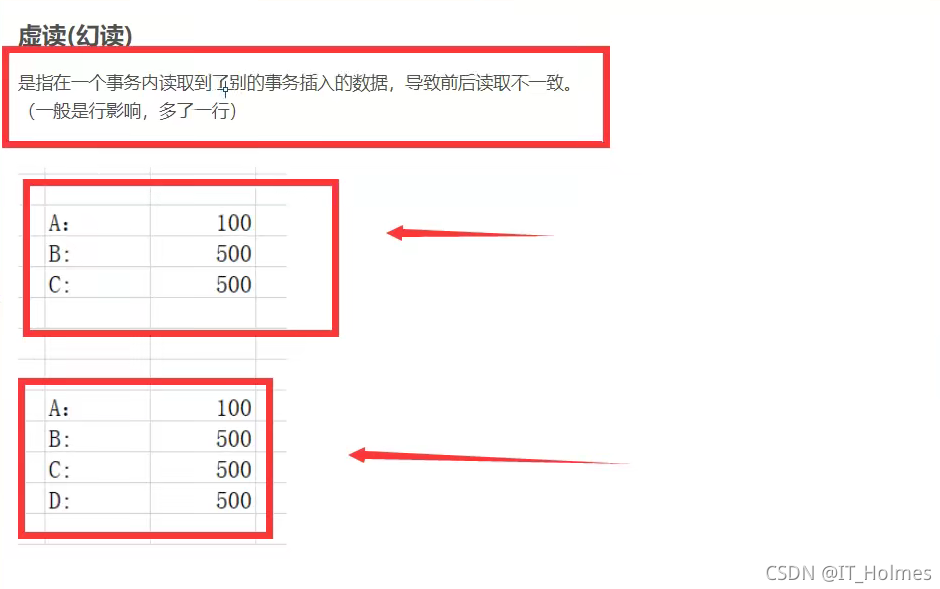 虚读(幻读)
是指在一个事务内读取到了别的事务插入的数据，导致前后读取不一致。
（一般是行影响，多了一行）
A: 100
B: 500
C: 500
A: 100
B: 500
C: 500
D: 500
CSDN @IT_Holmes